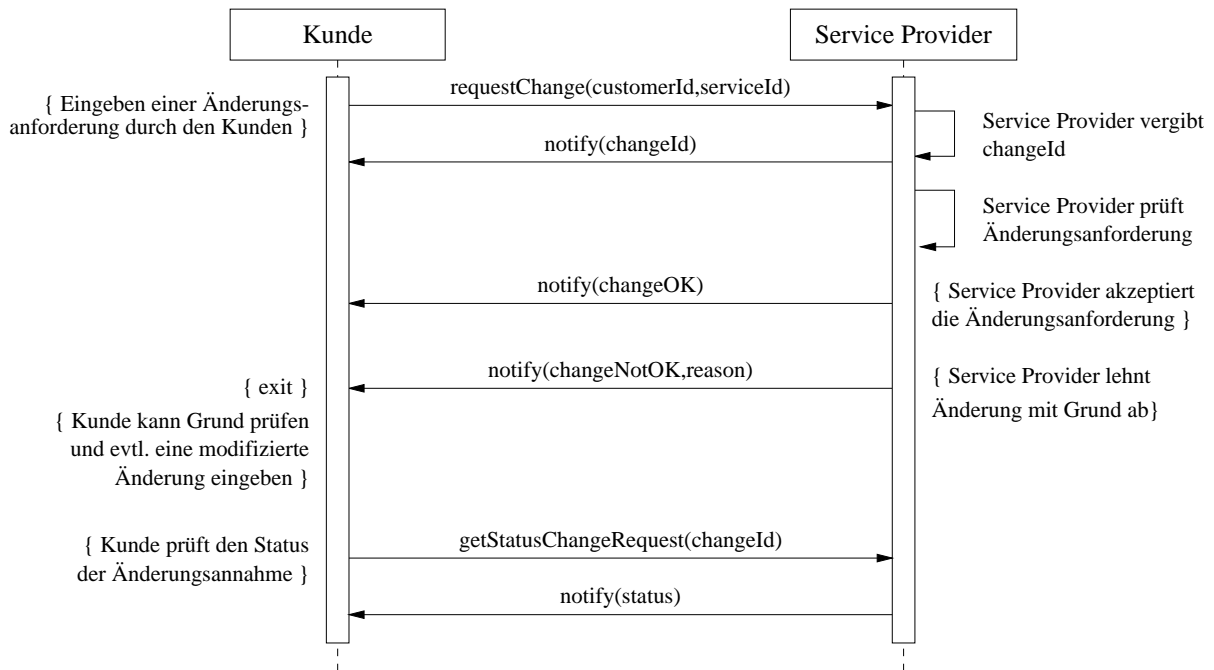 Kunde
Service Provider
requestChange(customerId,serviceId)
{ Eingeben einer Änderungs-
anforderung durch den Kunden }
Service Provider vergibt
changeId
notify(changeId)
Service Provider prüft
Änderungsanforderung
notify(changeOK)
{ Service Provider akzeptiert
die Änderungsanforderung }
notify(changeNotOK,reason)
{ exit }
{ Service Provider lehnt
Änderung mit Grund ab}
{ Kunde kann Grund prüfen
und evtl. eine modifizierte
Änderung eingeben }
getStatusChangeRequest(changeId)
{ Kunde prüft den Status
der Änderungsannahme }
notify(status)